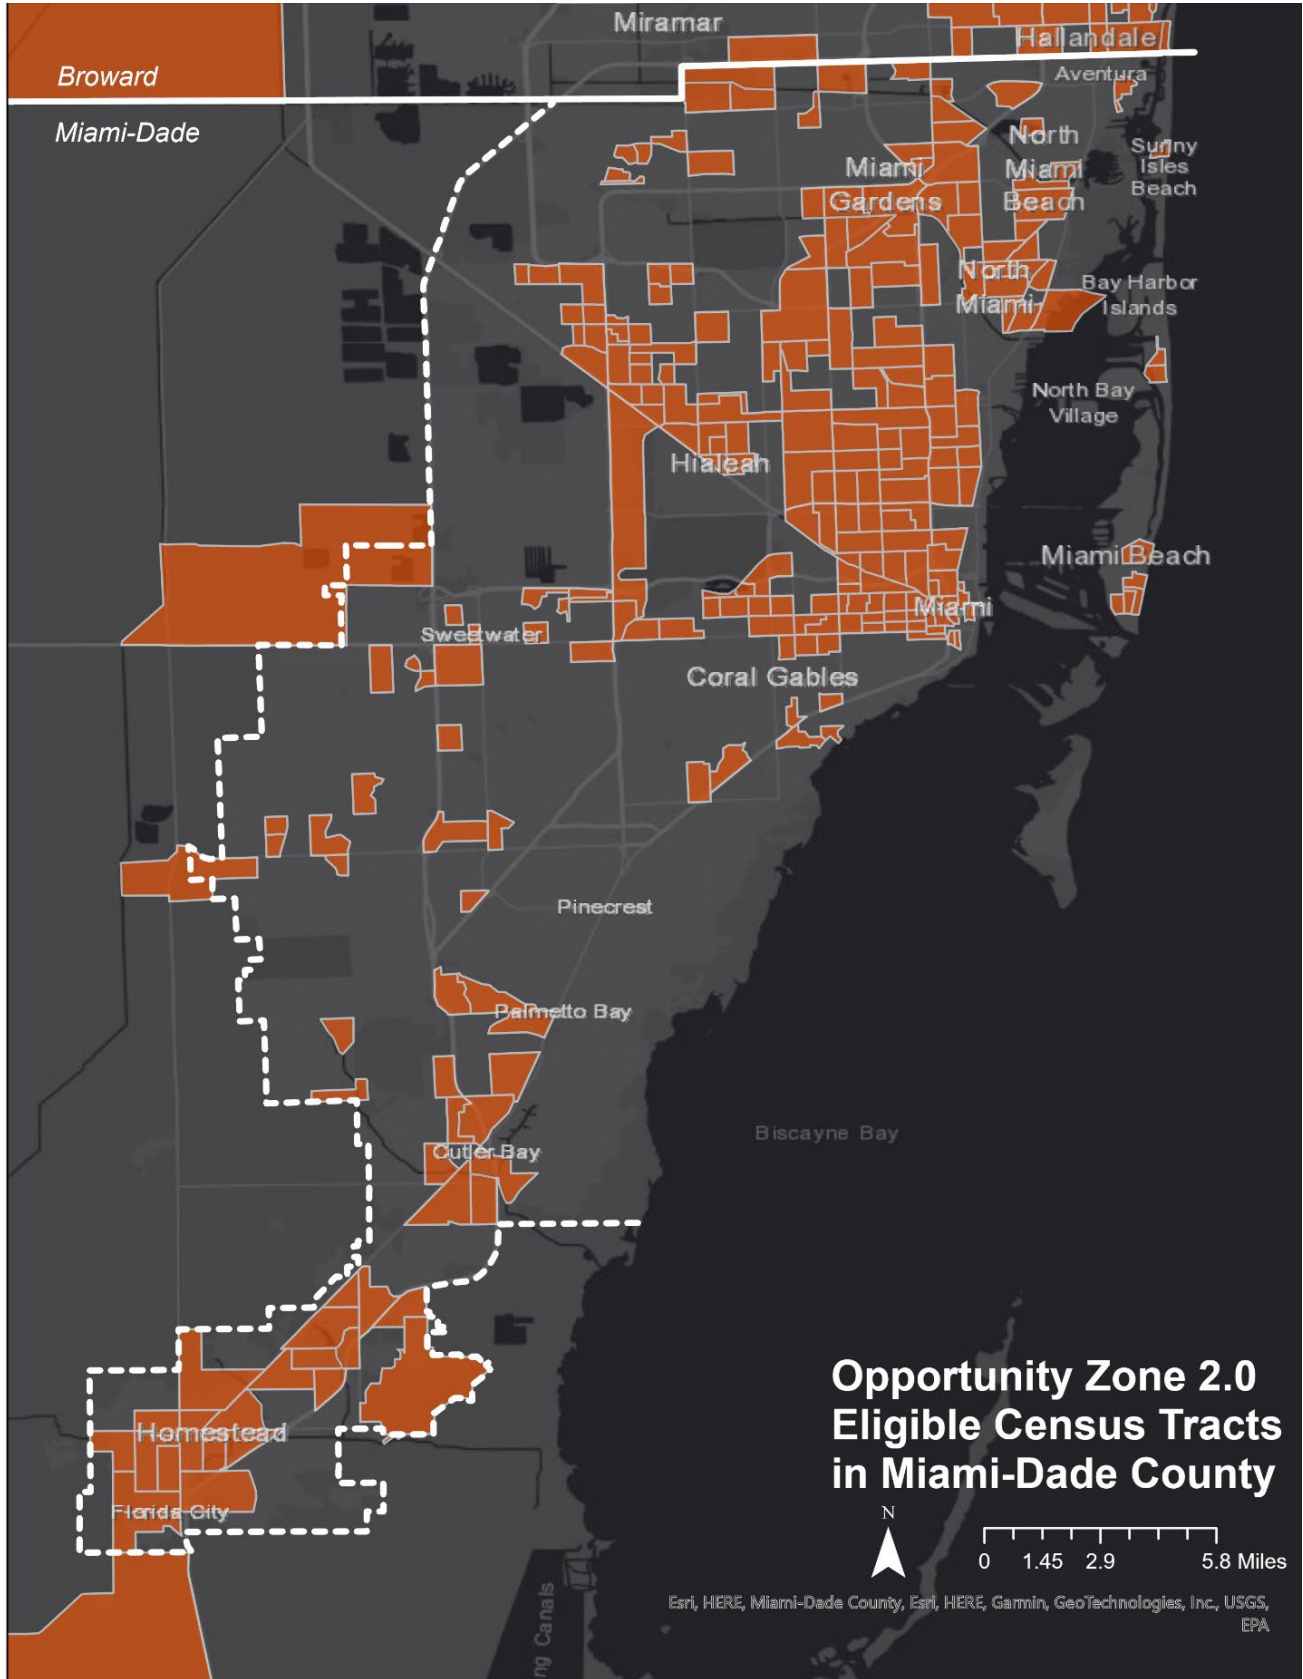 Miramar
Hallandale
Broward
Aventura
Miami-Dade
North
Miami
Beach
Sunny
Isles
Beach
Miami
Gardens
North
Miami
Bay Harbor
Islands
North Bay
Village
Hialeah
Miami Beach
Miami
Sweetwater
Coral Gables
Pinecrest
Palmetto Bay
Biscayne Bay
Cutler Bay
Homestead
Florida City
Opportunity Zone 2.0
Eligible Census Tracts
in Miami-Dade County
N
0 1.45 2.9 5.8 Miles
Esri, HERE, Miami-Dade County, Esri, HERE, Garmin, GeoTechnologies, Inc., USGS,
EPA
ng Canals